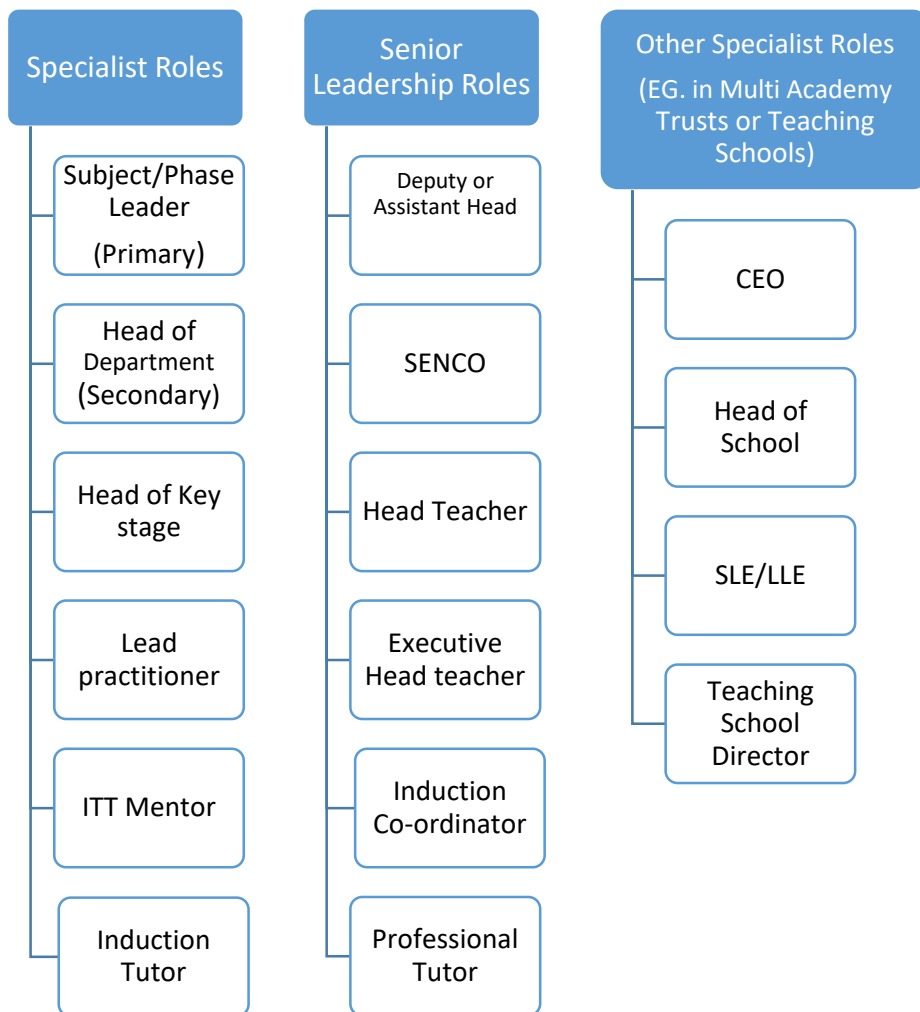 Specialist Roles
Subject/Phase
Leader
(Primary)
Head of
Department
(Secondary)
Head of Key
stage
Lead
practitioner
ITT Mentor
Induction
Tutor
Senior
Leadership Roles
Deputy or
Assistant Head
SENCO
Head Teacher
Executive
Head teacher
Induction
Co-ordinator
Professional
Tutor
Other Specialist Roles
(EG. in Multi Academy
Trusts or Teaching
Schools)
CEO
Head of
School
SLE/LLE
Teaching
School
Director